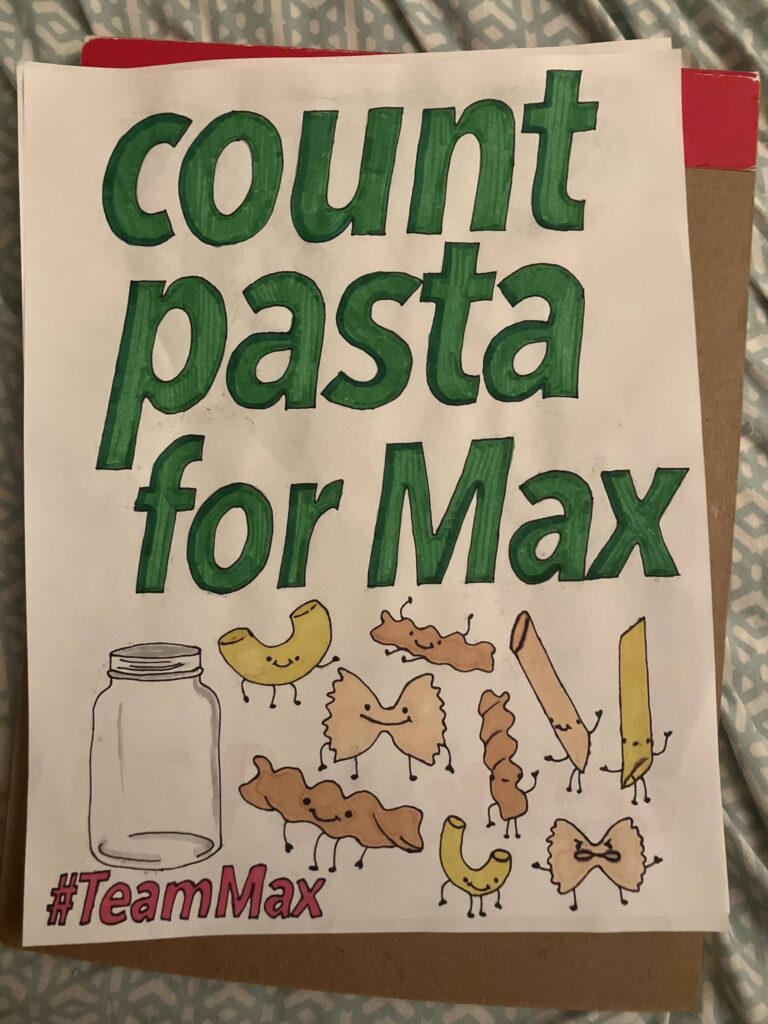 count
pasta
for Max
#TeamMax